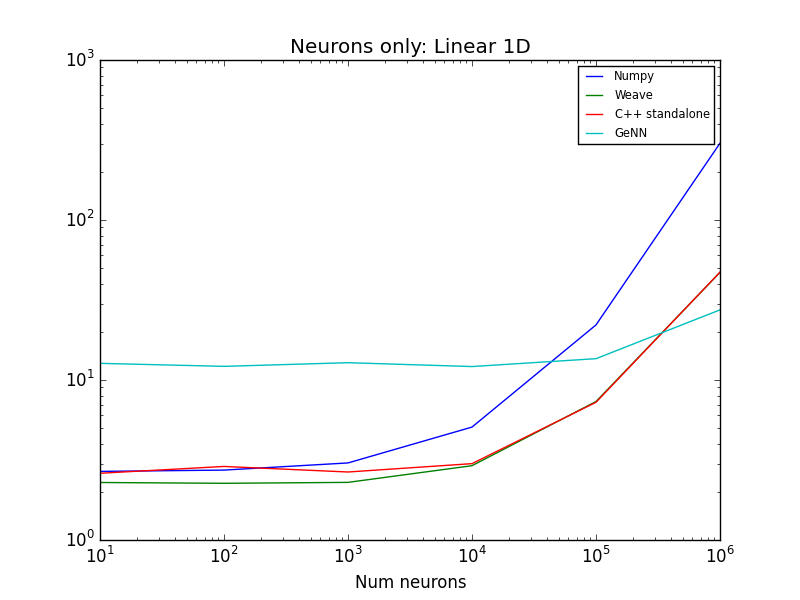 Neurons only: Linear 1D
10³
10²
10¹
10⁰
Numpy
Weave
C++ standalone
GeNN
10¹ 10² 10³ 10⁴ 10⁵ 10⁶
Num neurons